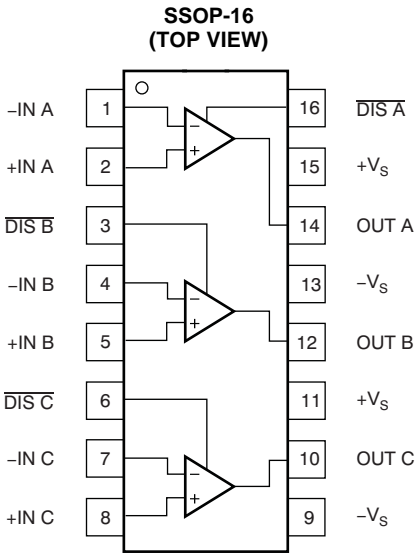 SSOP-16
(TOP VIEW)
–IN A 1 16 DIS A
+IN A 2 15 +VS
DIS B 3 14 OUT A
–IN B 4 13 –VS
+IN B 5 12 OUT B
DIS C 6 11 +VS
–IN C 7 10 OUT C
+IN C 8 9 –VS
–
+
–
+
–
+